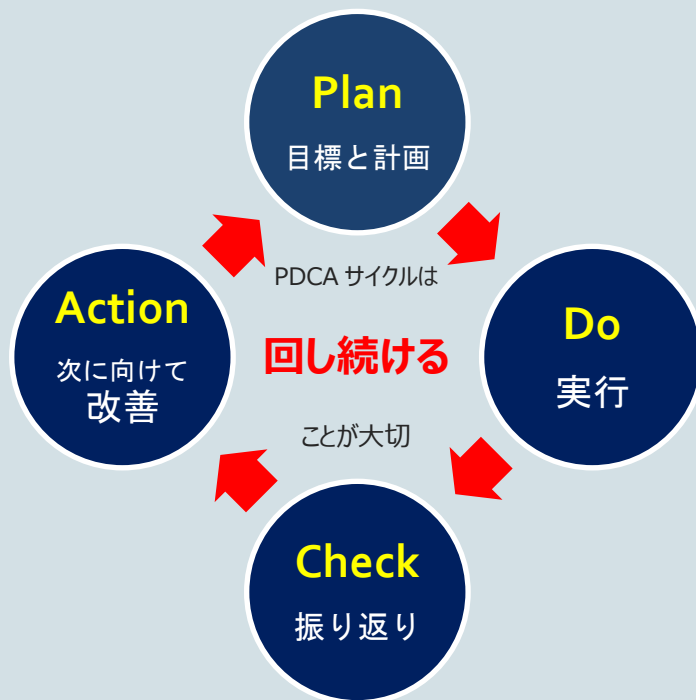 Plan
目標と計画
PDCA サイクルは
回し続ける
ことが大切
Do
実行
Check
振り返り
Action
次に向けて
改善